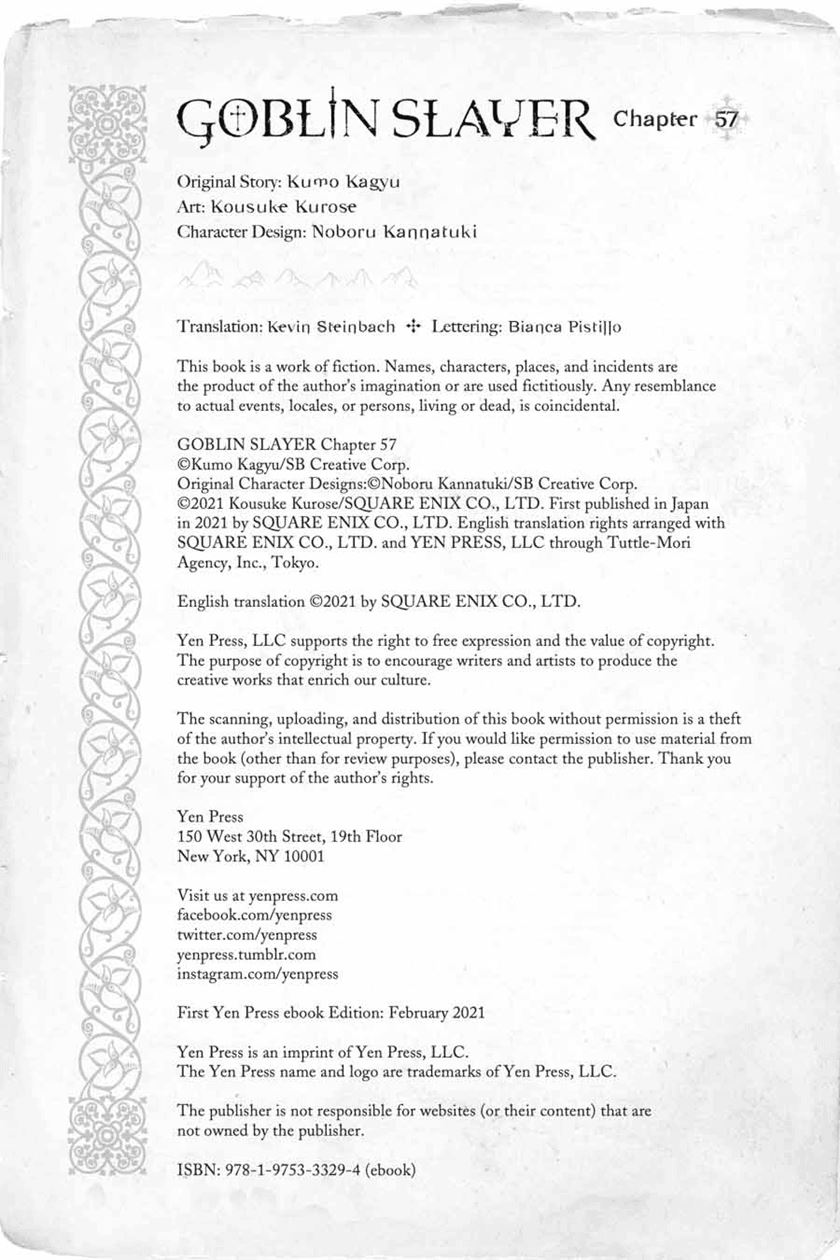 GOBLIN SLAYER Chapter 57
Original Story: Kumo Kagyu
Art: Kousuke Kurose
Character Design: Noboru Kannatuki
Translation: Kevin Steinbach ✣ Lettering: Bianca Pistillo
This book is a work of fiction. Names, characters, places, and incidents are
the product of the author's imagination or are used fictitiously. Any resemblance
to actual events, locales, or persons, living or dead, is coincidental.
GOBLIN SLAYER Chapter 57
©Kumo Kagyu/SB Creative Corp.
Original Character Designs:©Noboru Kannatuki/SB Creative Corp.
©2021 Kousuke Kurose/SQUARE ENIX CO., LTD. First published in Japan
in 2021 by SQUARE ENIX CO., LTD. English translation rights arranged with
SQUARE ENIX CO., LTD. and YEN PRESS, LLC through Tuttle-Mori
Agency, Inc., Tokyo.
English translation ©2021 by SQUARE ENIX CO., LTD.
Yen Press, LLC supports the right to free expression and the value of copyright.
The purpose of copyright is to encourage writers and artists to produce the
creative works that enrich our culture.
The scanning, uploading, and distribution of this book without permission is a theft
of the author's intellectual property. If you would like permission to use material from
the book (other than for review purposes), please contact the publisher. Thank you
for your support of the author's rights.
Yen Press
150 West 30th Street, 19th Floor
New York, NY 10001
Visit us at yenpress.com
facebook.com/yenpress
twitter.com/yenpress
yenpress.tumblr.com
instagram.com/yenpress
First Yen Press ebook Edition: February 2021
Yen Press is an imprint of Yen Press, LLC.
The Yen Press name and logo are trademarks of Yen Press, LLC.
The publisher is not responsible for websites (or their content) that are
not owned by the publisher.
ISBN: 978-1-9753-3329-4 (ebook)